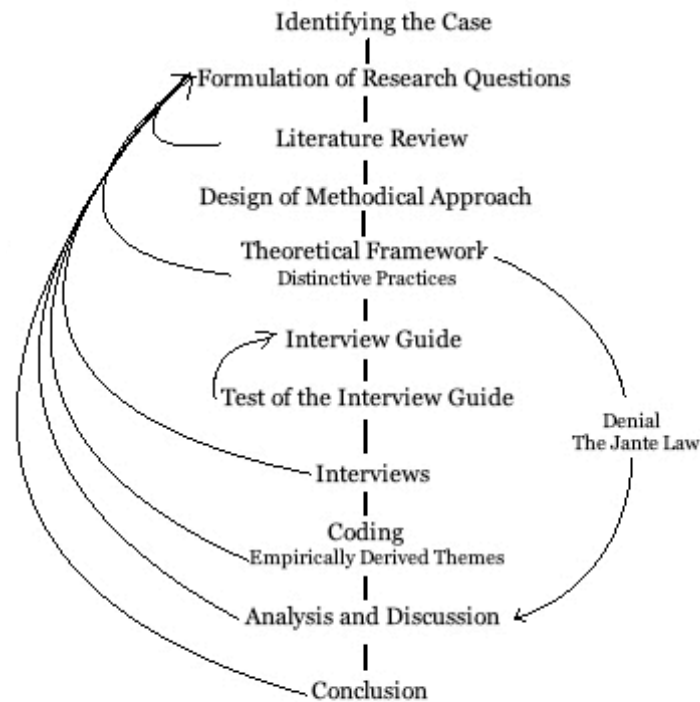 Identifying the Case
Formulation of Research Questions
Literature Review
Design of Methodical Approach
Theoretical Framework
Distinctive Practices
Interview Guide
Test of the Interview Guide
Denial
The Jante Law
Interviews
Coding
Empirically Derived Themes
Analysis and Discussion
Conclusion